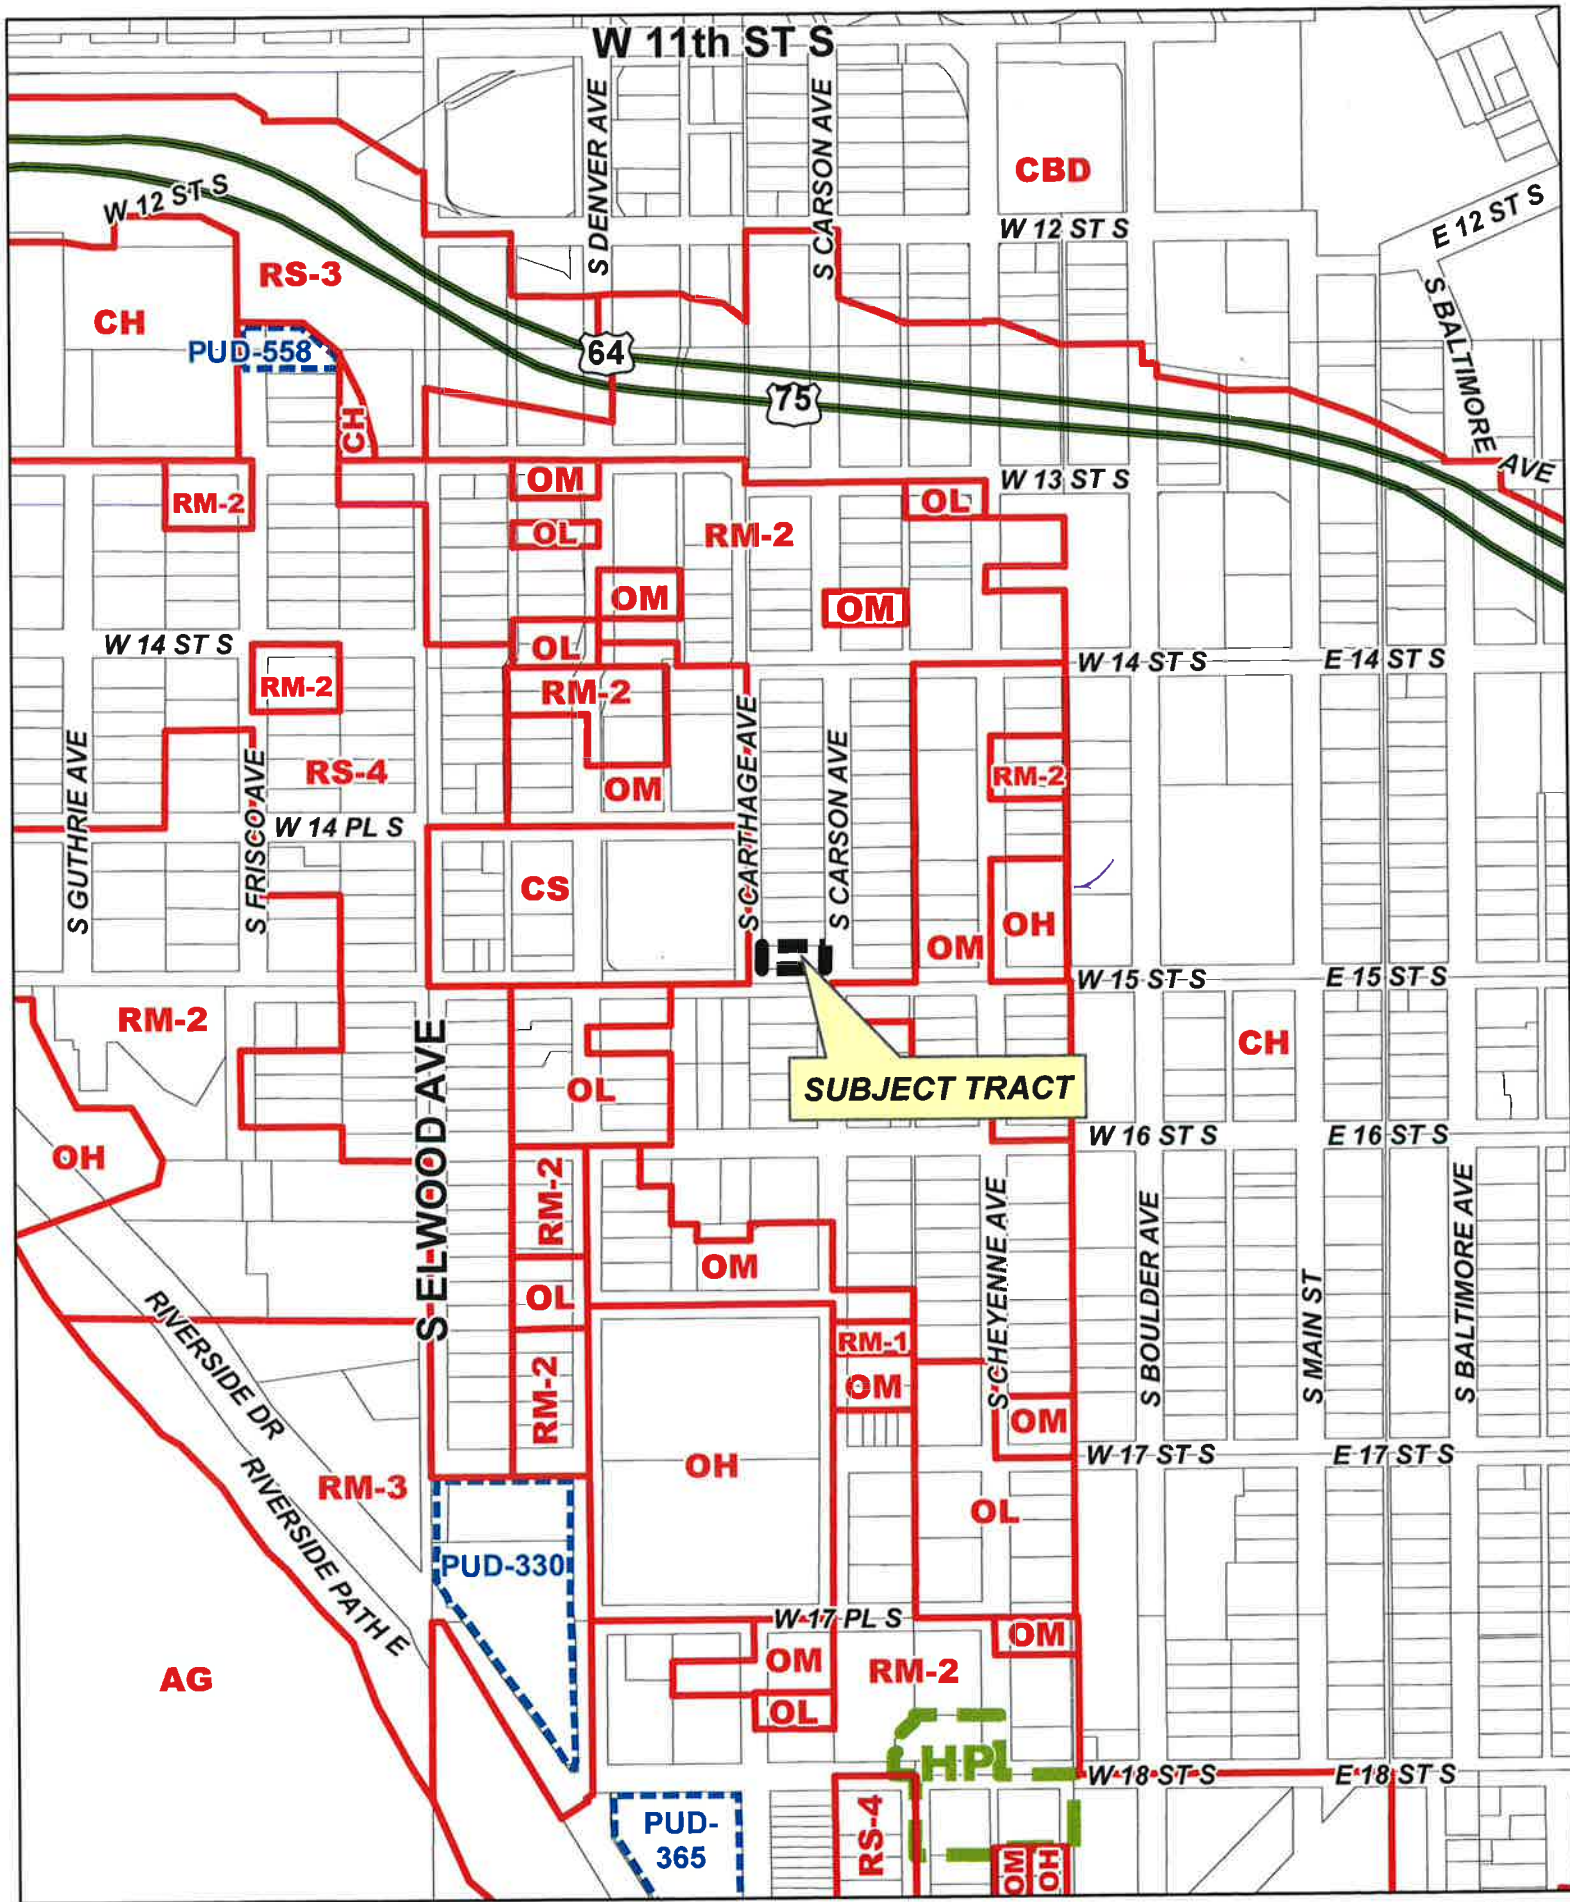 W 11th ST S
S DENVER AVE
S CARSON AVE
CBD
W 12 ST S
W 12 ST S
E 12 ST S
RS-3
CH
S BALTIMORE AVE
PUD-558
64
75
CH
OM
W 13 ST S
RM-2
OL
OL
RM-2
OM
OM
W 14 ST S
OL
W 14 ST S
E 14 ST S
RM-2
RM-2
S GUTHRIE AVE
S FRISCO AVE
RS-4
OM
S CARTHAGE AVE
S CARSON AVE
RM-2
W 14 PL S
CS
OH
OM
W 15 ST S
E 15 ST S
RM-2
S ELWOOD AVE
CH
OL
SUBJECT TRACT
W 16 ST S
E 16 ST S
OH
RM-2
OM
S CHEYENNE AVE
S BOULDER AVE
S MAIN ST
S BALTIMORE AVE
OL
RIVERSIDE DR
RM-1
RM-2
OM
OM
W 17 ST S
E 17 ST S
OH
RM-3
RIVERSIDE PATH E
OL
PUD-330
W 17 PL S
OM
OM
RM-2
AG
OL
HP
W 18 ST S
E 18 ST S
PUD-
365
RS-4
OM
OH